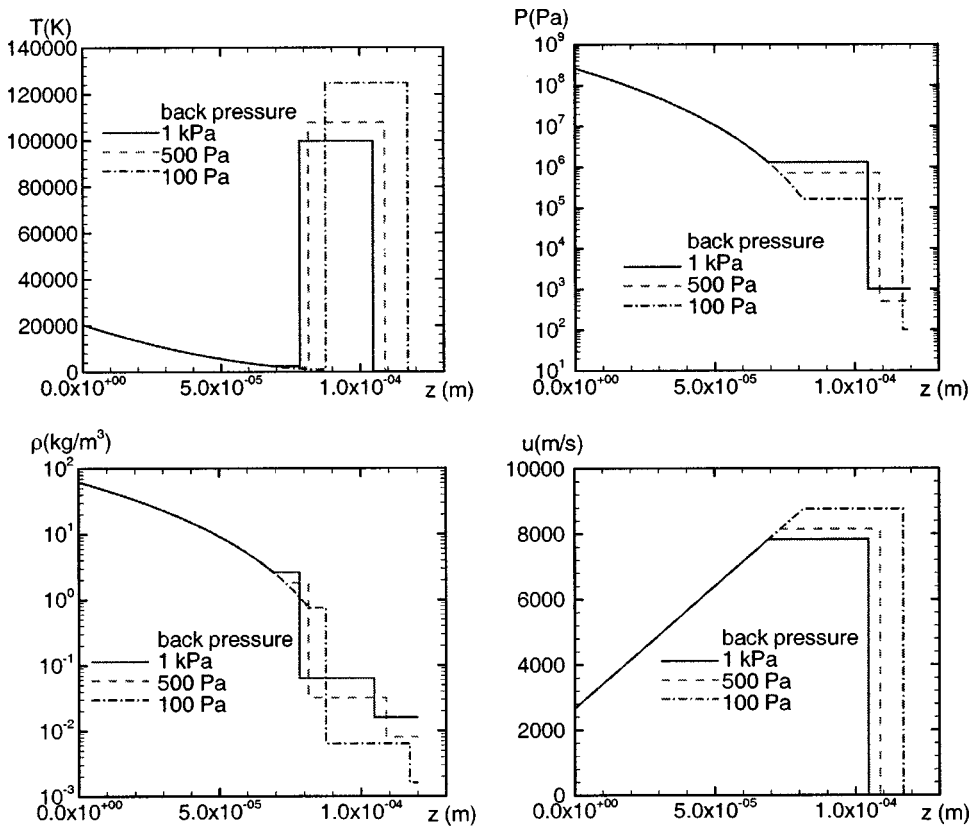 T(K)
140000
120000
100000
80000
60000
40000
20000
0
back pressure
1 kPa
500 Pa
100 Pa
0.0x10+00
5.0x10-05
1.0x10-04
z (m)
P(Pa)
10^9
10^8
10^7
10^6
10^5
10^4
10^3
10^2
10^1
back pressure
1 kPa
500 Pa
100 Pa
0.0x10+00
5.0x10-05
1.0x10-04
z (m)
ρ(kg/m³)
10^2
10^1
10^0
10^-1
10^-2
10^-3
back pressure
1 kPa
500 Pa
100 Pa
0.0x10+00
5.0x10-05
1.0x10-04
z (m)
u(m/s)
10000
8000
6000
4000
2000
0
back pressure
1 kPa
500 Pa
100 Pa
0.0x10+00
5.0x10-05
1.0x10-04
z (m)